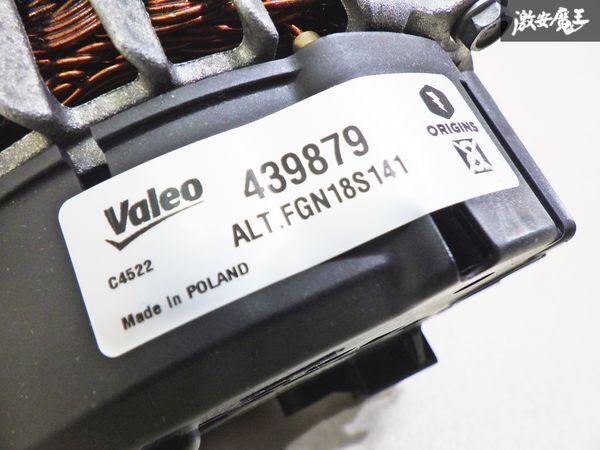 激安魔王
Valeo
439879
ALT.FGN18S141
C4522
Made in POLAND
ORIGINS